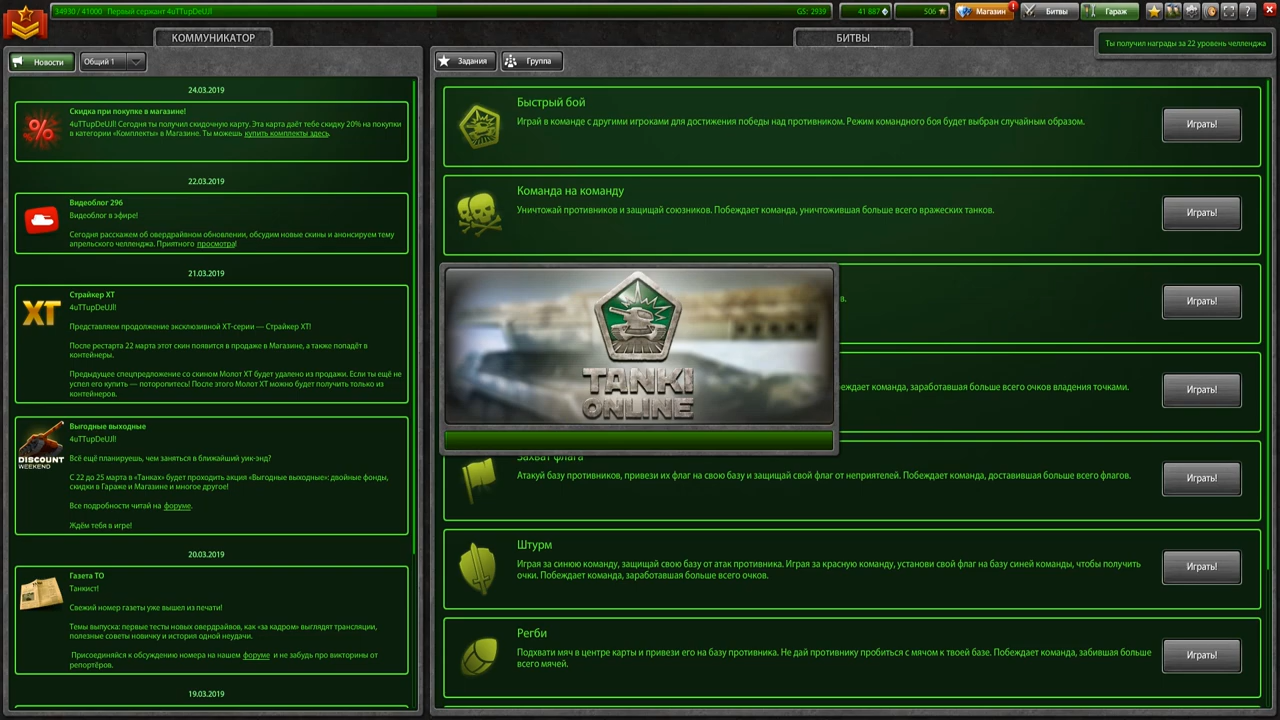 34930 / 41000 Первый сержант 4uTTupDeUJl
GS: 2939
41 887
506
Магазин
Битвы
Гараж
?
КОММУНИКАТОР
БИТВЫ
Ты получил награды за 22 уровень челленджа
Новости
Общий 1
Задания
Группа
24.03.2019
Скидка при покупке в магазине!
4uTTupDeUJl! Сегодня ты получил скидочную карту. Эта карта даёт тебе скидку 20% на покупки
в категории «Комплекты» в Магазине. Ты можешь купить комплекты здесь.
22.03.2019
Видеоблог 296
Видеоблог в эфире!
Сегодня расскажем об овердрайвном обновлении, обсудим новые скины и анонсируем тему
апрельского челленджа. Приятного просмотра!
21.03.2019
XT
Страйкер XT
4uTTupDeUJl!
Представляем продолжение эксклюзивной XT-серии — Страйкер XT!
После рестарта 22 марта этот скин появится в продаже в Магазине, а также попадёт в
контейнеры.
Предыдущее спецпредложение со скином Молот XT будет удалено из продажи. Если ты ещё не
успел его купить — поторопитесь! После этого Молот XT можно будет получить только из
контейнеров.
DISCOUNT
WEEKEND
Выгодные выходные
4uTTupDeUJl!
Всё ещё планируешь, чем заняться в ближайший уик-энд?
С 22 до 25 марта в «Танках» будет проходить акция «Выгодные выходные»: двойные фонды,
скидки в Гараже и Магазине и многое другое!
Все подробности читай на форуме.
Ждём тебя в игре!
20.03.2019
Газета ТО
Танкист!
Свежий номер газеты уже вышел из печати!
Темы выпуска: первые тесты новых овердрайвов, как «за кадром» выглядят трансляции,
полезные советы новичку и история одной неудачи.
Присоединяйся к обсуждению номера на нашем форуме и не забудь про викторины от
репортёров.
19.03.2019
Быстрый бой
Играй в команде с другими игроками для достижения победы над противником. Режим командного боя будет выбран случайным образом.
Играть!
Команда на команду
Уничтожай противников и защищай союзников. Побеждает команда, уничтожившая больше всего вражеских танков.
Играть!
в.
Играть!
TANKI
ONLINE
еждает команда, заработавшая больше всего очков владения точками.
Играть!
Захват флага
Атакуй базу противников, привези их флаг на свою базу и защищай свой флаг от неприятелей. Побеждает команда, доставившая больше всего флагов.
Играть!
Штурм
Играя за синюю команду, защищай свою базу от атак противника. Играя за красную команду, установи свой флаг на базу синей команды, чтобы получить
очки. Побеждает команда, заработавшая больше всего очков.
Играть!
Регби
Подхвати мяч в центре карты и привези его на базу противника. Не дай противнику пробиться с мячом к твоей базе. Побеждает команда, забившая больше
всего мячей.
Играть!